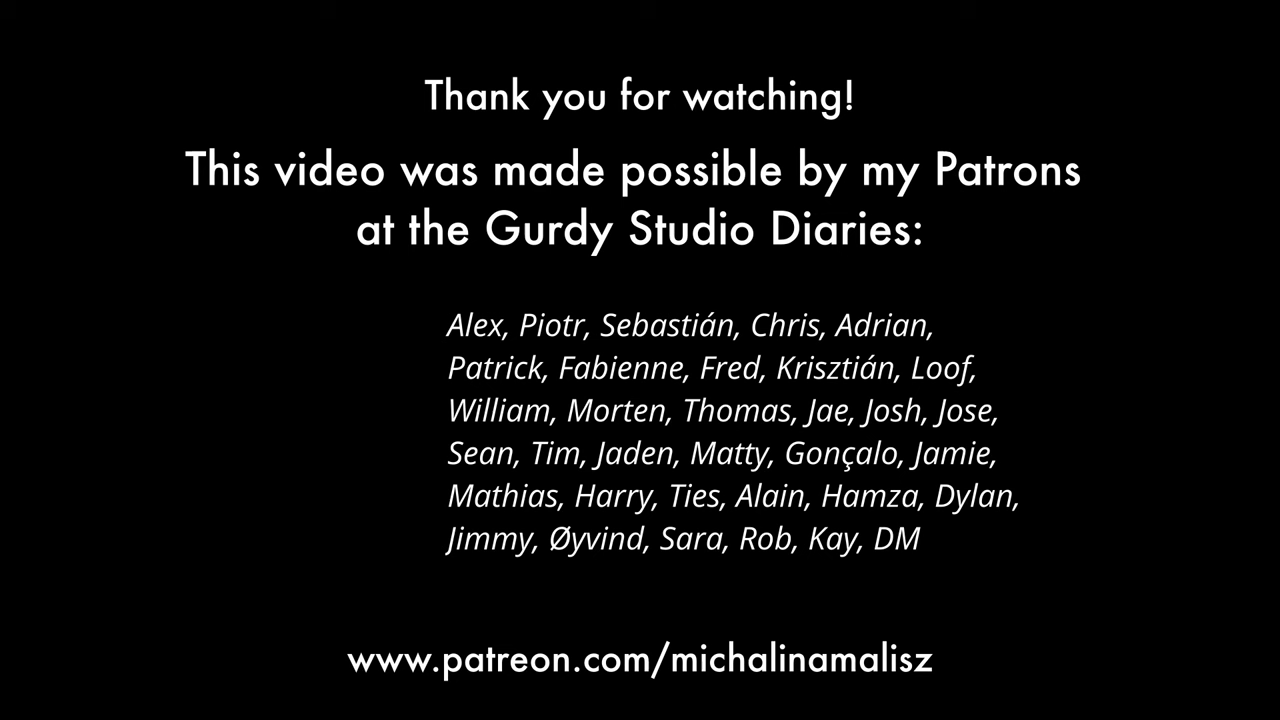 Thank you for watching!
This video was made possible by my Patrons
at the Gurdy Studio Diaries:
Alex, Piotr, Sebastián, Chris, Adrian,
Patrick, Fabienne, Fred, Krisztián, Loof,
William, Morten, Thomas, Jae, Josh, Jose,
Sean, Tim, Jaden, Matty, Gonçalo, Jamie,
Mathias, Harry, Ties, Alain, Hamza, Dylan,
Jimmy, Øyvind, Sara, Rob, Kay, DM
www.patreon.com/michalinamalisz